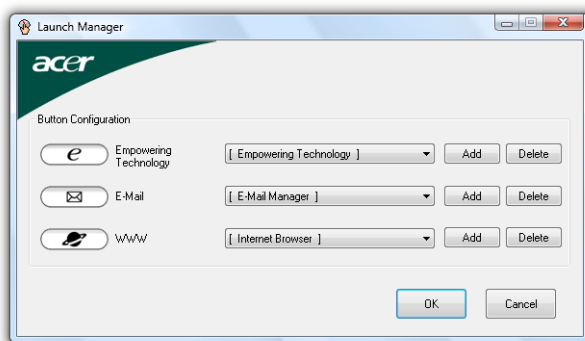 Launch Manager
acer
Button Configuration
e Empowering Technology [ Empowering Technology ] Add Delete
E-Mail [ E-Mail Manager ] Add Delete
WWW [ Internet Browser ] Add Delete
OK Cancel